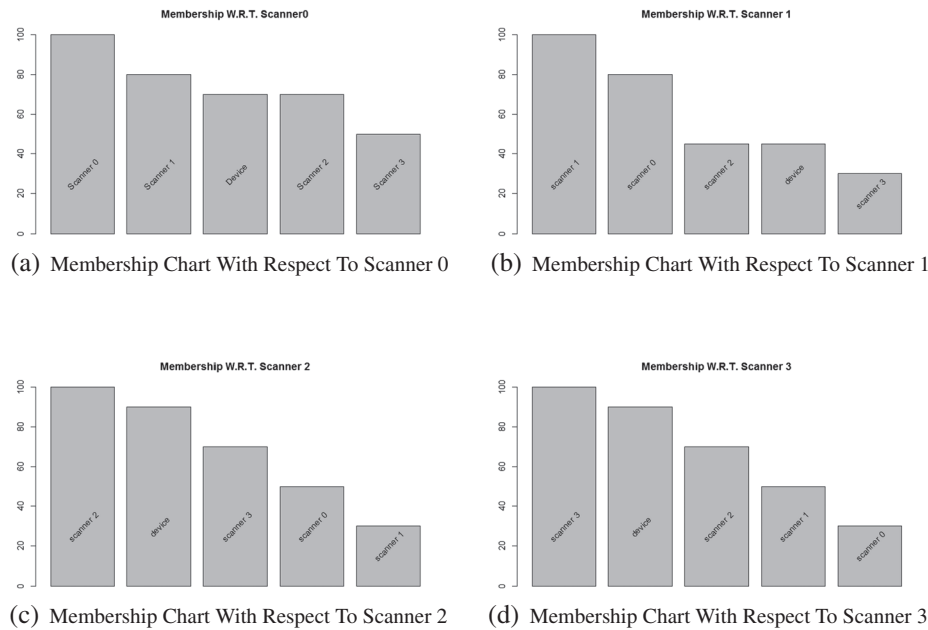 Membership W.R.T. Scanner0
100
80
60
40
20
0
Scanner 0
Scanner 1
Device
Scanner 2
Scanner 3
(a) Membership Chart With Respect To Scanner 0
Membership W.R.T. Scanner 1
100
80
60
40
20
0
scanner 1
scanner 0
scanner 2
device
scanner 3
(b) Membership Chart With Respect To Scanner 1
Membership W.R.T. Scanner 2
100
80
60
40
20
0
scanner 2
device
scanner 3
scanner 0
scanner 1
(c) Membership Chart With Respect To Scanner 2
Membership W.R.T. Scanner 3
100
80
60
40
20
0
scanner 3
device
scanner 2
scanner 1
scanner 0
(d) Membership Chart With Respect To Scanner 3